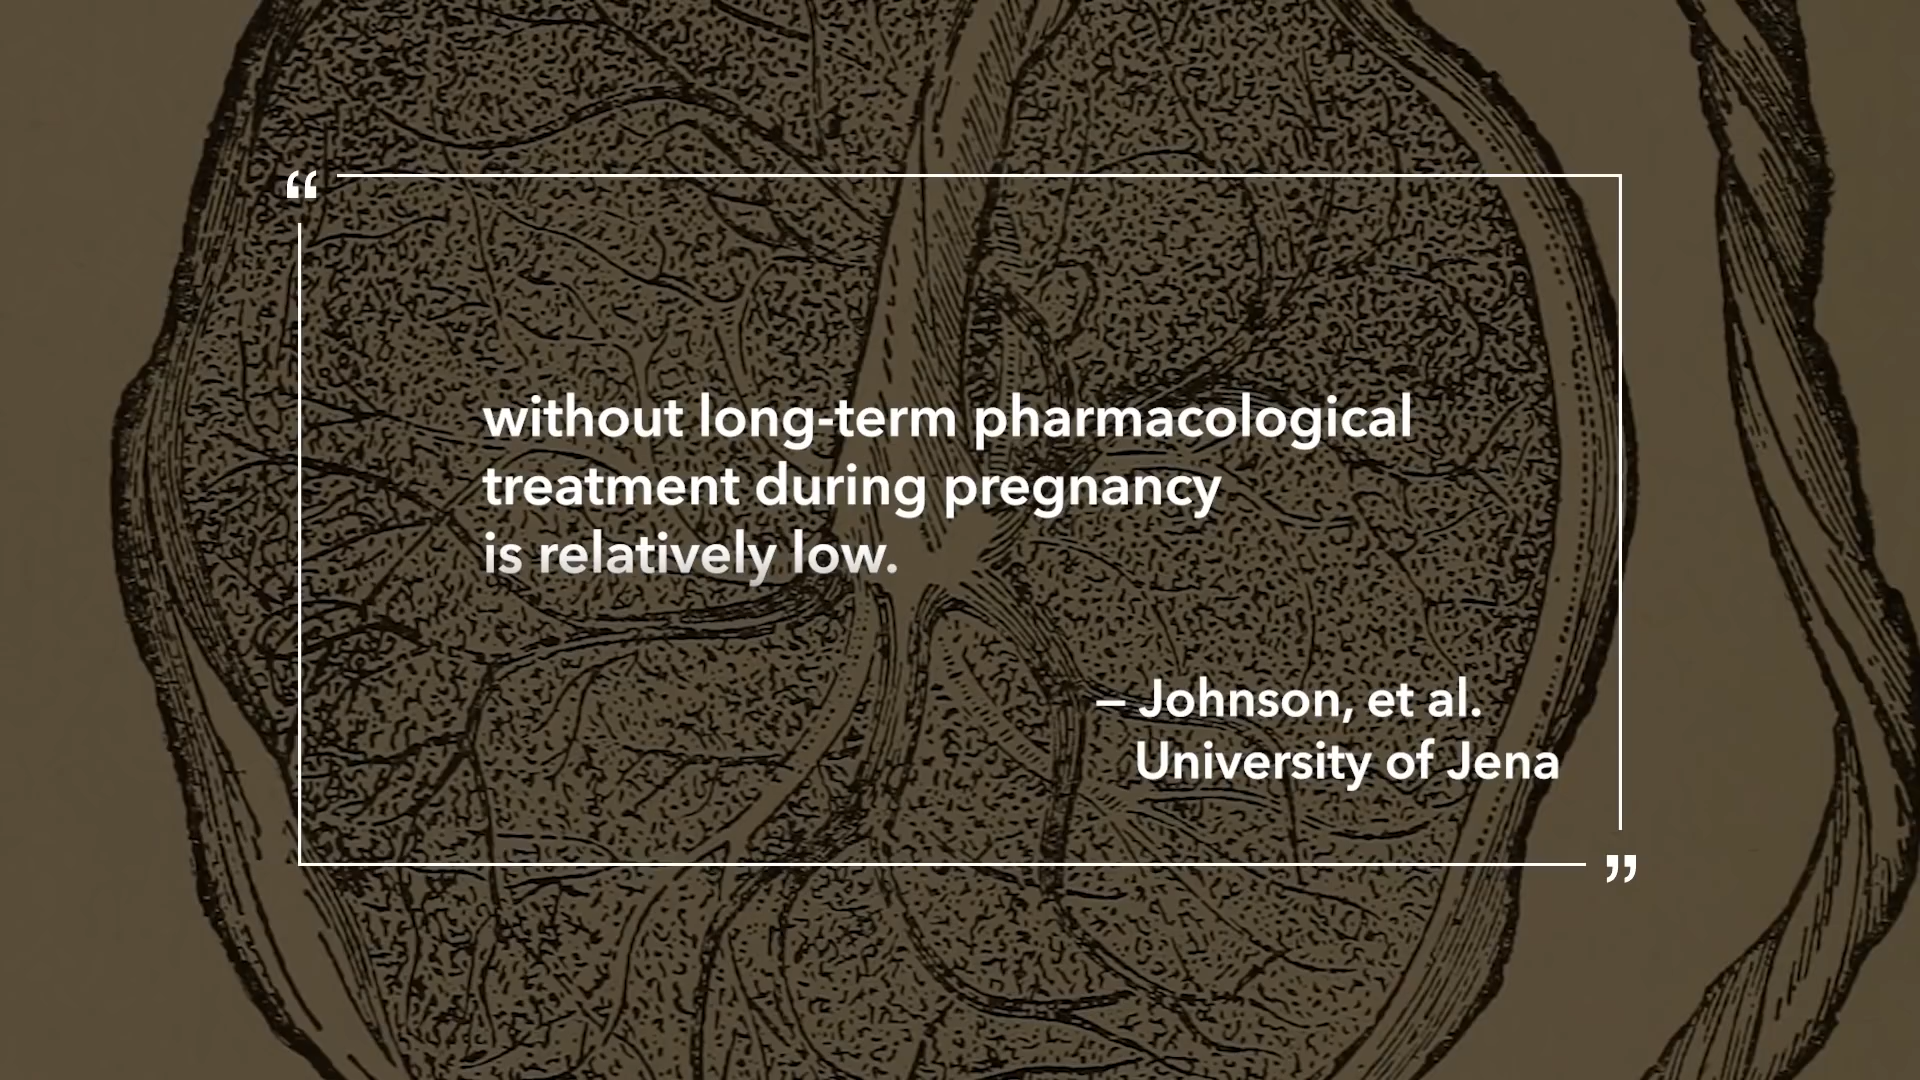 “
without long-term pharmacological
treatment during pregnancy
is relatively low.
– Johnson, et al.
University of Jena
”